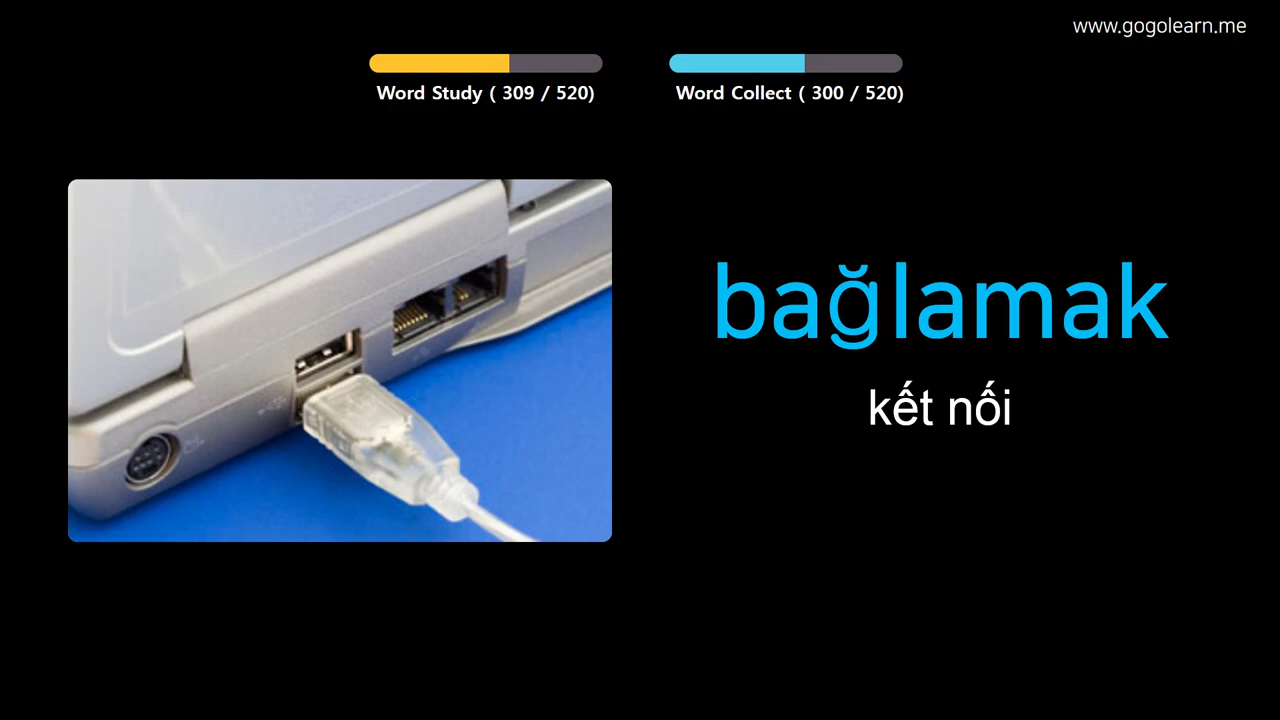 www.gogolearn.me
Word Study ( 309 / 520)
Word Collect ( 300 / 520)
bağlamak
kết nối